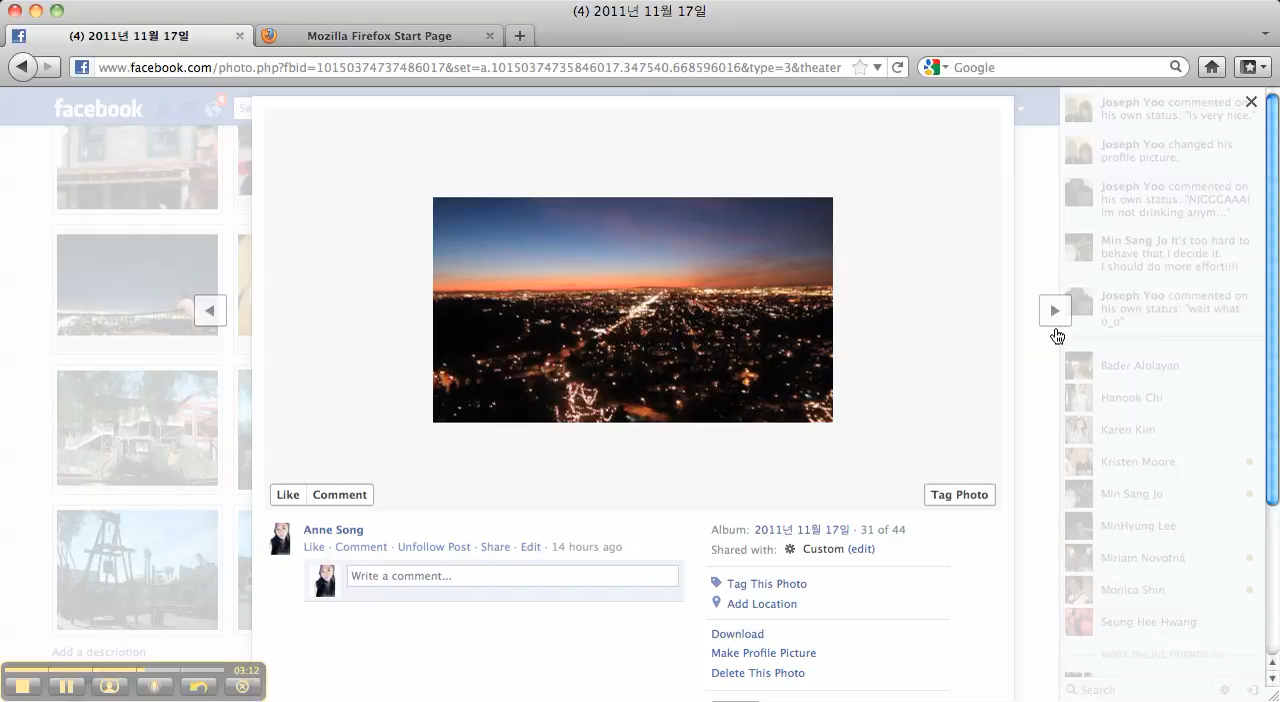 (4) 2011년 11월 17일
(4) 2011년 11월 17일
Mozilla Firefox Start Page
www.facebook.com/photo.php?fbid=10150374737486017&set=a.10150374735846017.347540.668596016&type=3&theater
Google
facebook
Joseph Yoo commented on
his own status: "Is very nice."
Joseph Yoo changed his
profile picture.
Joseph Yoo commented on
his own status: "NIGGGAAA!
im not drinking anym..."
Min Sang Jo It's too hard to
behave that I decide it.
I should do more effort!!!!
Joseph Yoo commented on
his own status: "wait what
o_o"
Bader Alolayan
Hanook Chi
Karen Kim
Kristen Moore
Min Sang Jo
MinHyung Lee
Miriam Novotná
Monica Shin
Seung Hee Hwang
MORE ONLINE FRIENDS
Search
Like Comment
Tag Photo
Anne Song
Like · Comment · Unfollow Post · Share · Edit · 14 hours ago
Write a comment...
Album: 2011년 11월 17일 · 31 of 44
Shared with: Custom (edit)
Tag This Photo
Add Location
Download
Make Profile Picture
Delete This Photo
Add a description
03:12